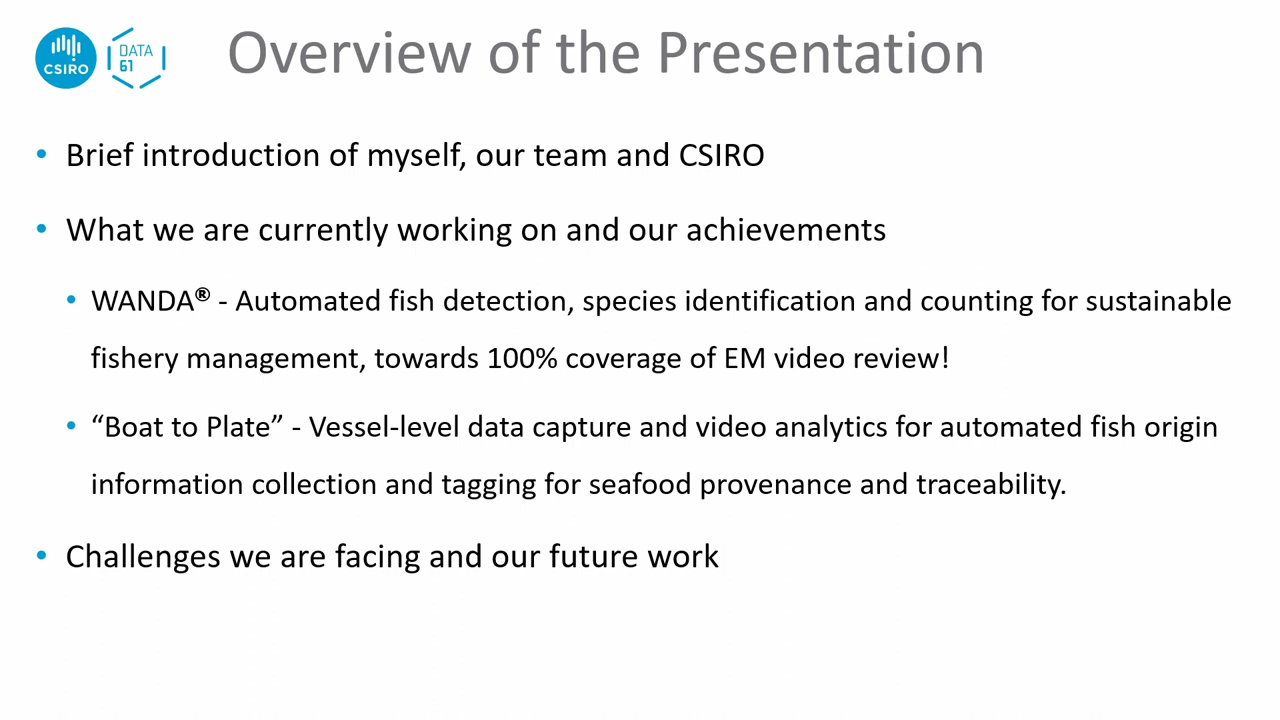 CSIRO
DATA
61
Overview of the Presentation
• Brief introduction of myself, our team and CSIRO
• What we are currently working on and our achievements
• WANDA® - Automated fish detection, species identification and counting for sustainable
fishery management, towards 100% coverage of EM video review!
• “Boat to Plate” - Vessel-level data capture and video analytics for automated fish origin
information collection and tagging for seafood provenance and traceability.
• Challenges we are facing and our future work